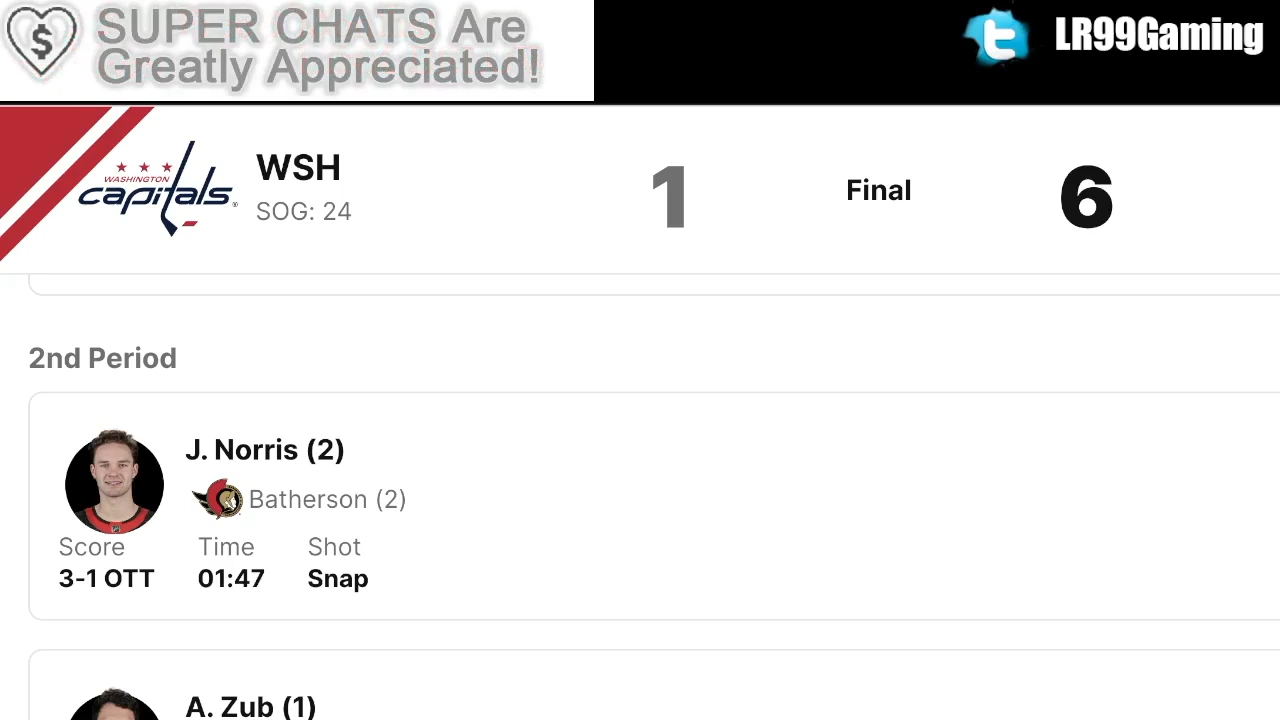 SUPER CHATS Are
Greatly Appreciated!
LR99Gaming
WASHINGTON
capitals
WSH
SOG: 24
1
Final
6
2nd Period
J. Norris (2)
Batherson (2)
Score Time Shot
3-1 OTT 01:47 Snap
A. Zub (1)